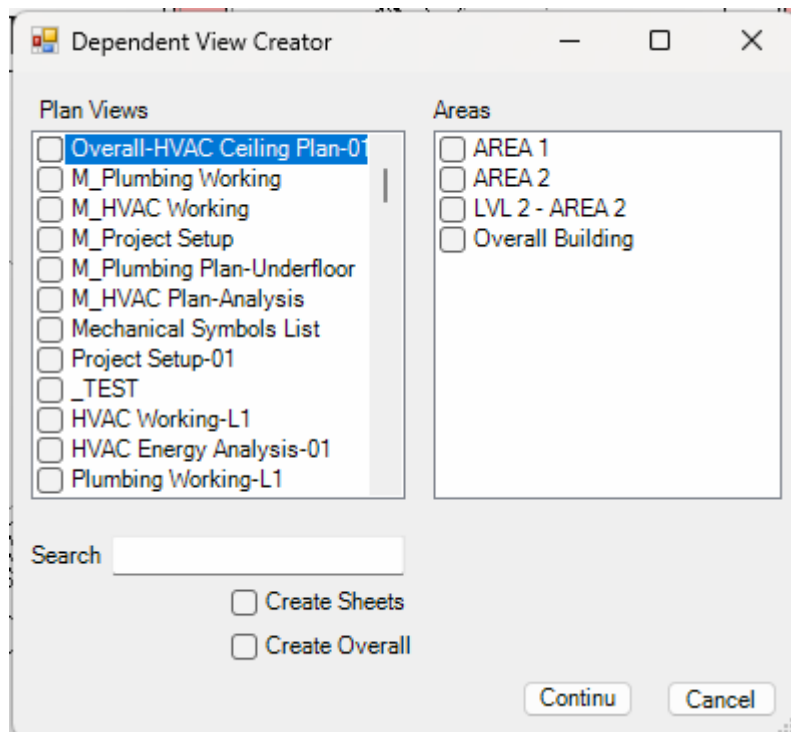 Dependent View Creator
Plan Views
Overall-HVAC Ceiling Plan-01
M_Plumbing Working
M_HVAC Working
M_Project Setup
M_Plumbing Plan-Underfloor
M_HVAC Plan-Analysis
Mechanical Symbols List
Project Setup-01
_TEST
HVAC Working-L1
HVAC Energy Analysis-01
Plumbing Working-L1
Areas
AREA 1
AREA 2
LVL 2 - AREA 2
Overall Building
Search
Create Sheets
Create Overall
Continu
Cancel